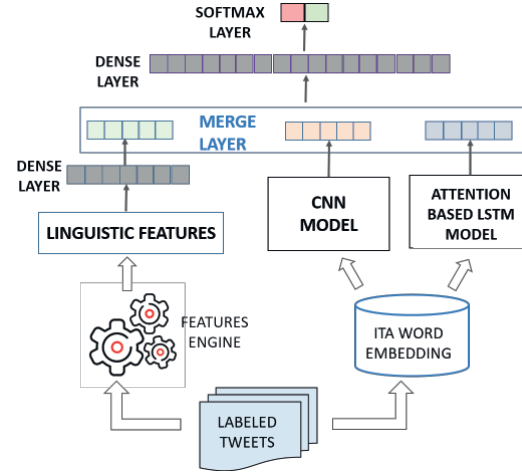 SOFTMAX
LAYER
DENSE
LAYER
MERGE
LAYER
DENSE
LAYER
LINGUISTIC FEATURES
CNN
MODEL
ATTENTION
BASED LSTM
MODEL
FEATURES
ENGINE
ITA WORD
EMBEDDING
LABELED
TWEETS